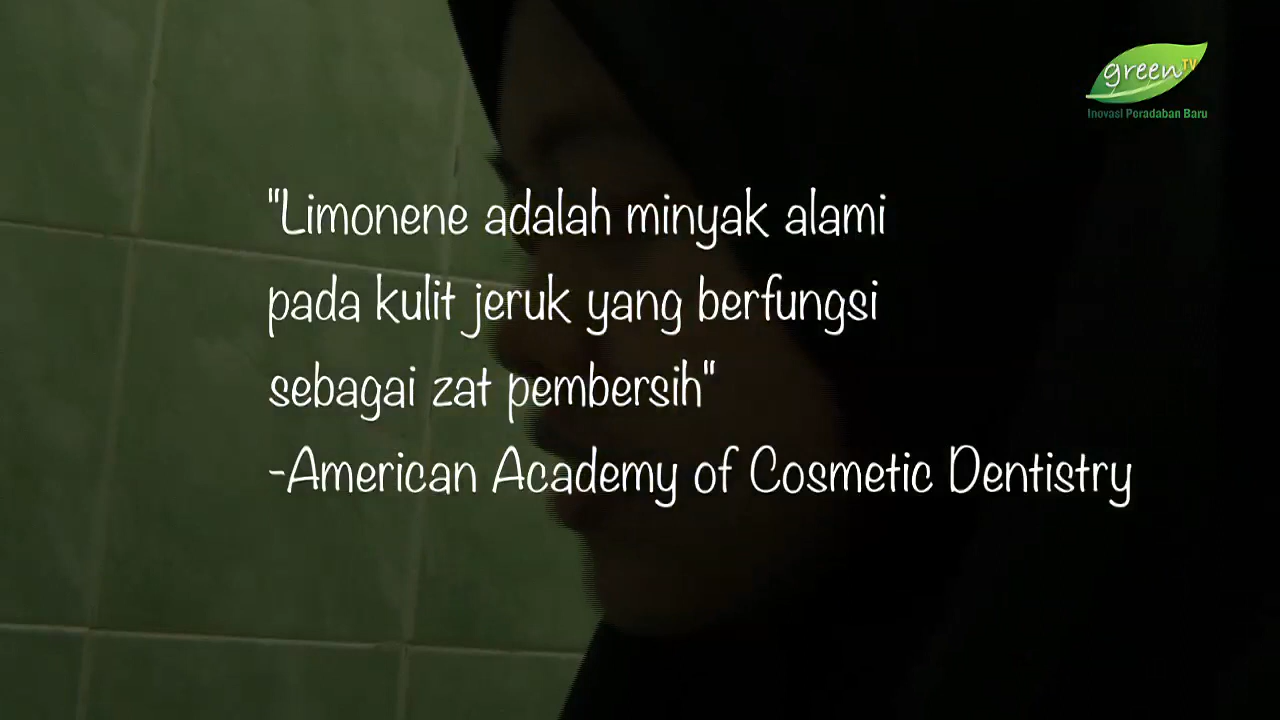 green TV
Inovasi Peradaban Baru
"Limonene adalah minyak alami
pada kulit jeruk yang berfungsi
sebagai zat pembersih"
-American Academy of Cosmetic Dentistry